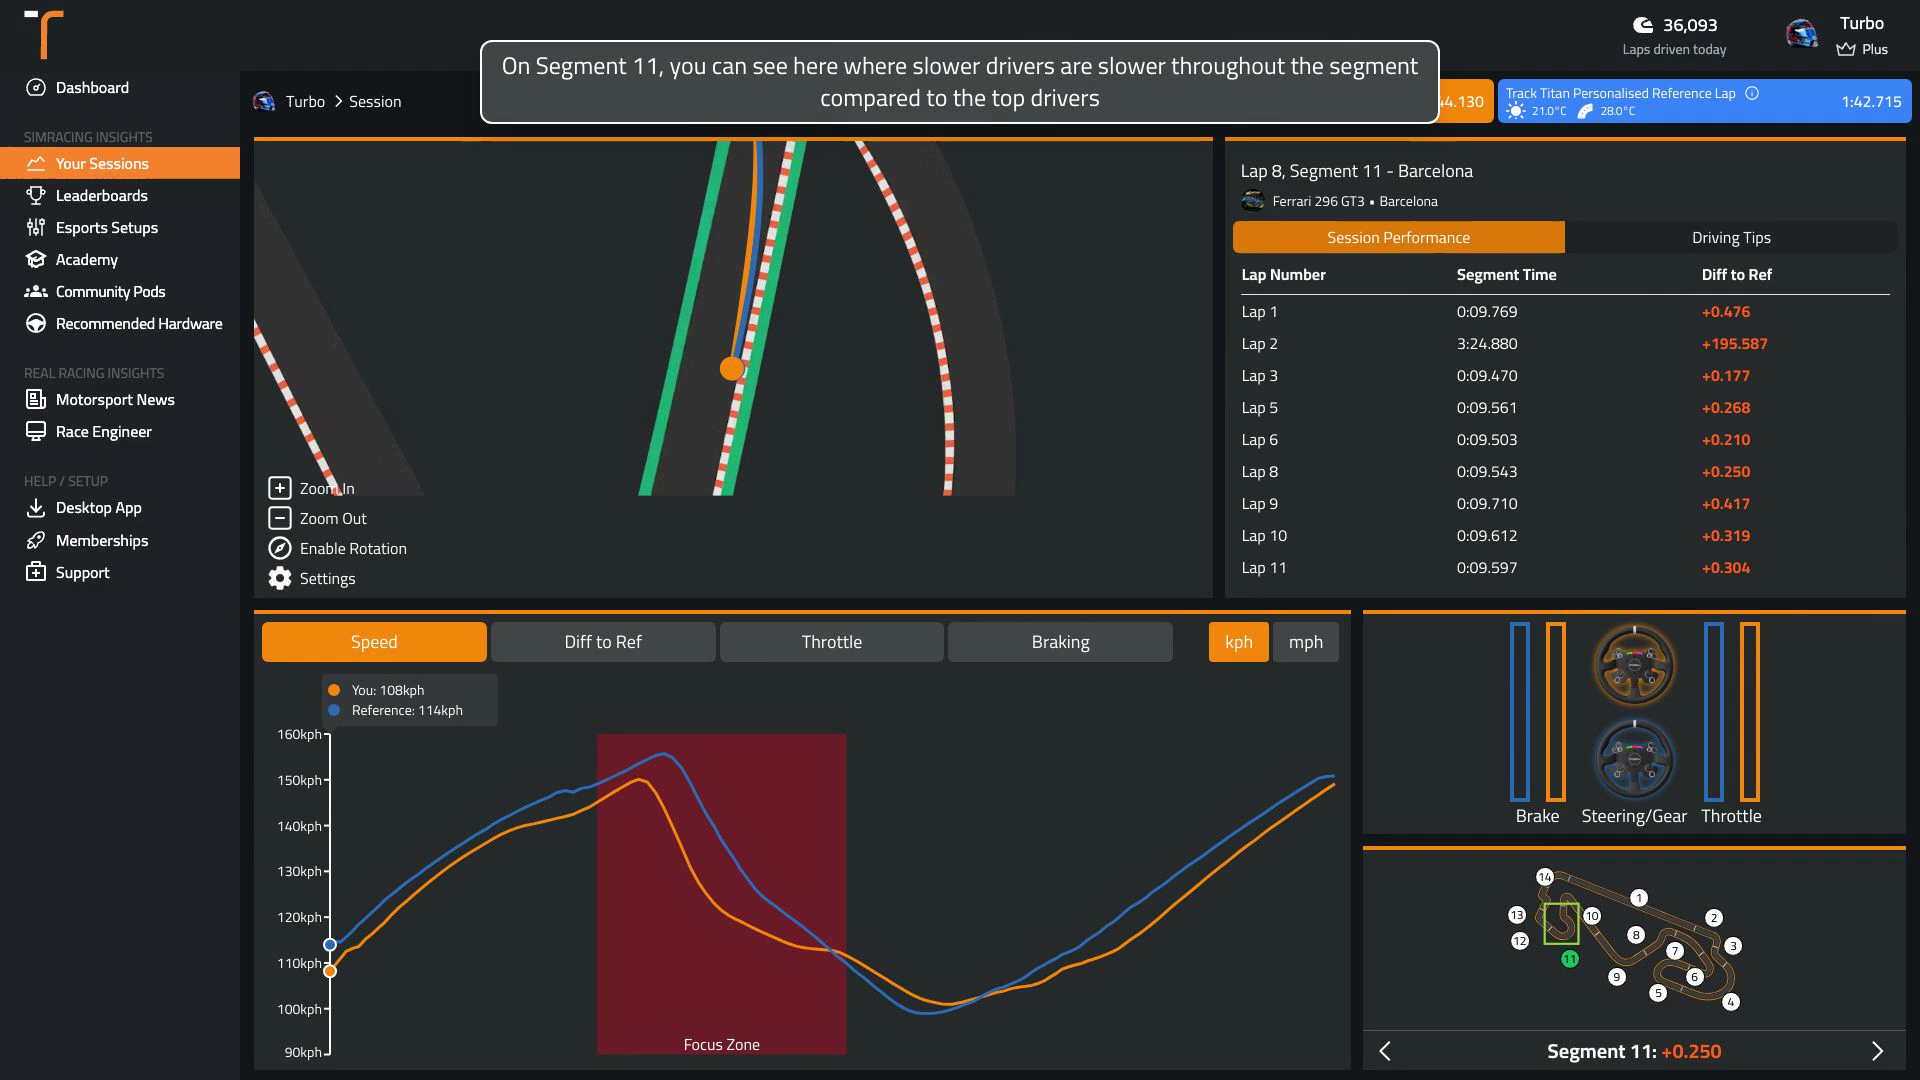 36,093
Laps driven today
Turbo
Plus
On Segment 11, you can see here where slower drivers are slower throughout the segment
compared to the top drivers
Dashboard
SIMRACING INSIGHTS
Your Sessions
Leaderboards
Esports Setups
Academy
Community Pods
Recommended Hardware
REAL RACING INSIGHTS
Motorsport News
Race Engineer
HELP / SETUP
Desktop App
Memberships
Support
Turbo > Session
44.130
Track Titan Personalised Reference Lap
21.0°C 28.0°C
1:42.715
Zoom In
Zoom Out
Enable Rotation
Settings
Lap 8, Segment 11 - Barcelona
Ferrari 296 GT3 • Barcelona
Session Performance Driving Tips
Lap Number Segment Time Diff to Ref
Lap 1 0:09.769 +0.476
Lap 2 3:24.880 +195.587
Lap 3 0:09.470 +0.177
Lap 5 0:09.561 +0.268
Lap 6 0:09.503 +0.210
Lap 8 0:09.543 +0.250
Lap 9 0:09.710 +0.417
Lap 10 0:09.612 +0.319
Lap 11 0:09.597 +0.304
Speed Diff to Ref Throttle Braking kph mph
You: 108kph
Reference: 114kph
160kph
150kph
140kph
130kph
120kph
110kph
100kph
90kph
Focus Zone
Brake Steering/Gear Throttle
14
1
13
10
2
12
8
3
11
7
9
6
5
4
Segment 11: +0.250